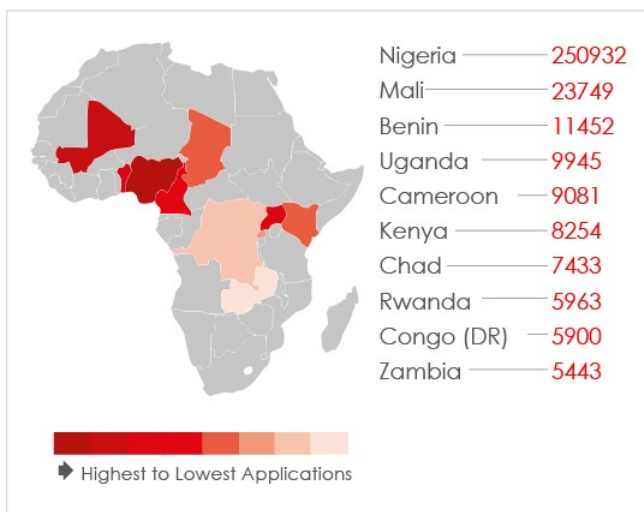 Nigeria 250932
Mali 23749
Benin 11452
Uganda 9945
Cameroon 9081
Kenya 8254
Chad 7433
Rwanda 5963
Congo (DR) 5900
Zambia 5443
Highest to Lowest Applications